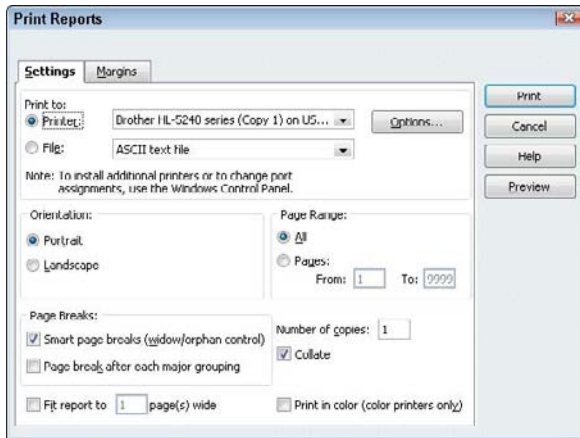 Print Reports
Settings
Margins
Print to:
Printer:
Brother HL-5240 series (Copy 1) on US...
Options...
File:
ASCII text file
Note: To install additional printers or to change port
assignments, use the Windows Control Panel.
Orientation:
Portrait
Landscape
Page Range:
All
Pages:
From: 1 To: 9999
Page Breaks:
Smart page breaks (widow/orphan control)
Page break after each major grouping
Number of copies: 1
Collate
Fit report to 1 page(s) wide
Print in color (color printers only)
Print
Cancel
Help
Preview